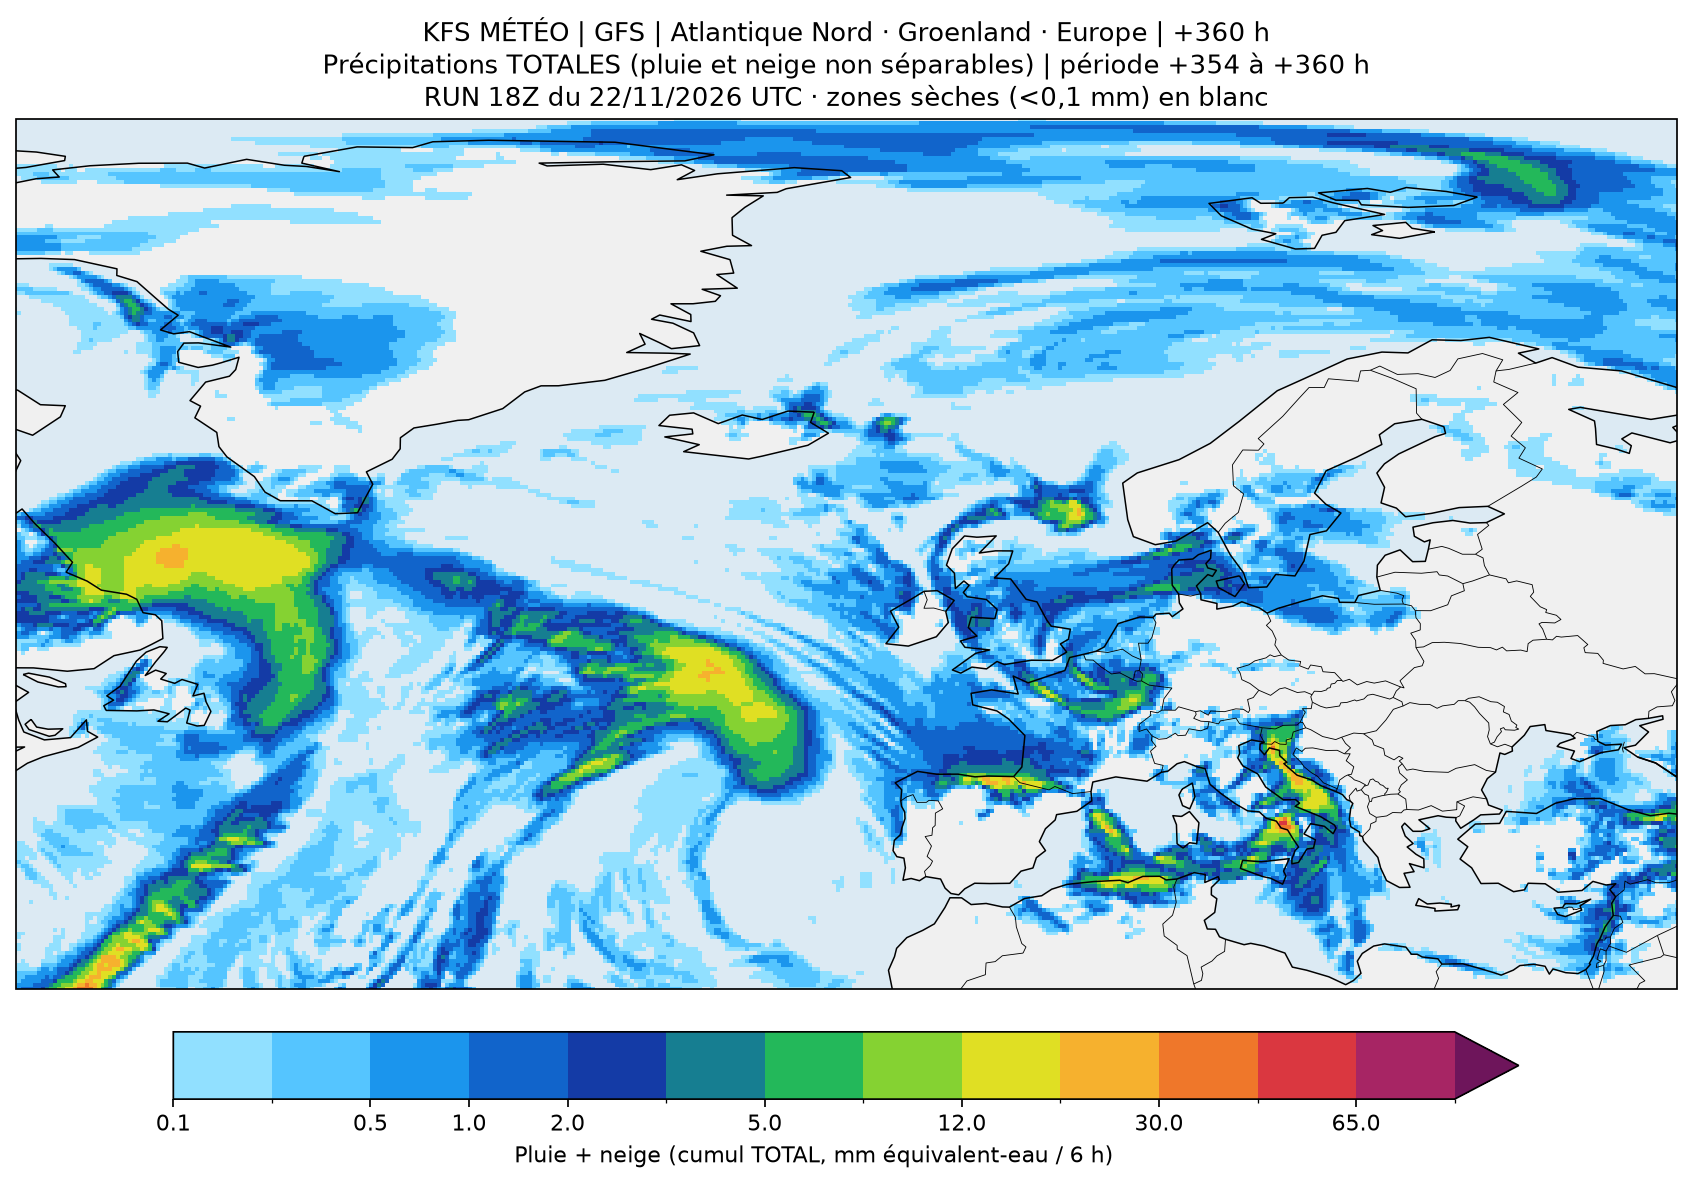 KFS MÉTÉO | GFS | Atlantique Nord · Groenland · Europe | +360 h
Précipitations TOTALES (pluie et neige non séparables) | période +354 à +360 h
RUN 18Z du 22/11/2026 UTC · zones sèches (<0,1 mm) en blanc
0.1 0.5 1.0 2.0 5.0 12.0 30.0 65.0
Pluie + neige (cumul TOTAL, mm équivalent-eau / 6 h)